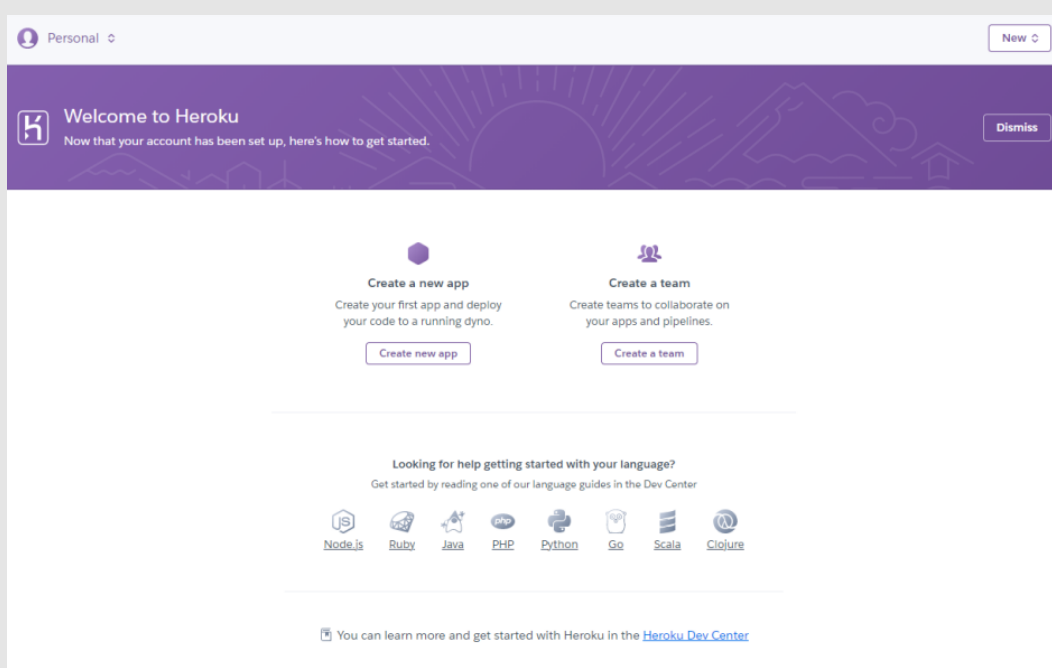 Personal
New
Welcome to Heroku
Now that your account has been set up, here's how to get started.
Dismiss
Create a new app
Create your first app and deploy
your code to a running dyno.
Create new app
Create a team
Create teams to collaborate on
your apps and pipelines.
Create a team
Looking for help getting started with your language?
Get started by reading one of our language guides in the Dev Center
JS
php
Node.js Ruby Java PHP Python Go Scala Clojure
You can learn more and get started with Heroku in the Heroku Dev Center